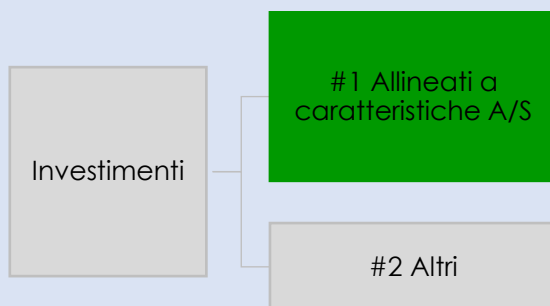 #1 Allineati a
caratteristiche A/S
Investimenti
#2 Altri